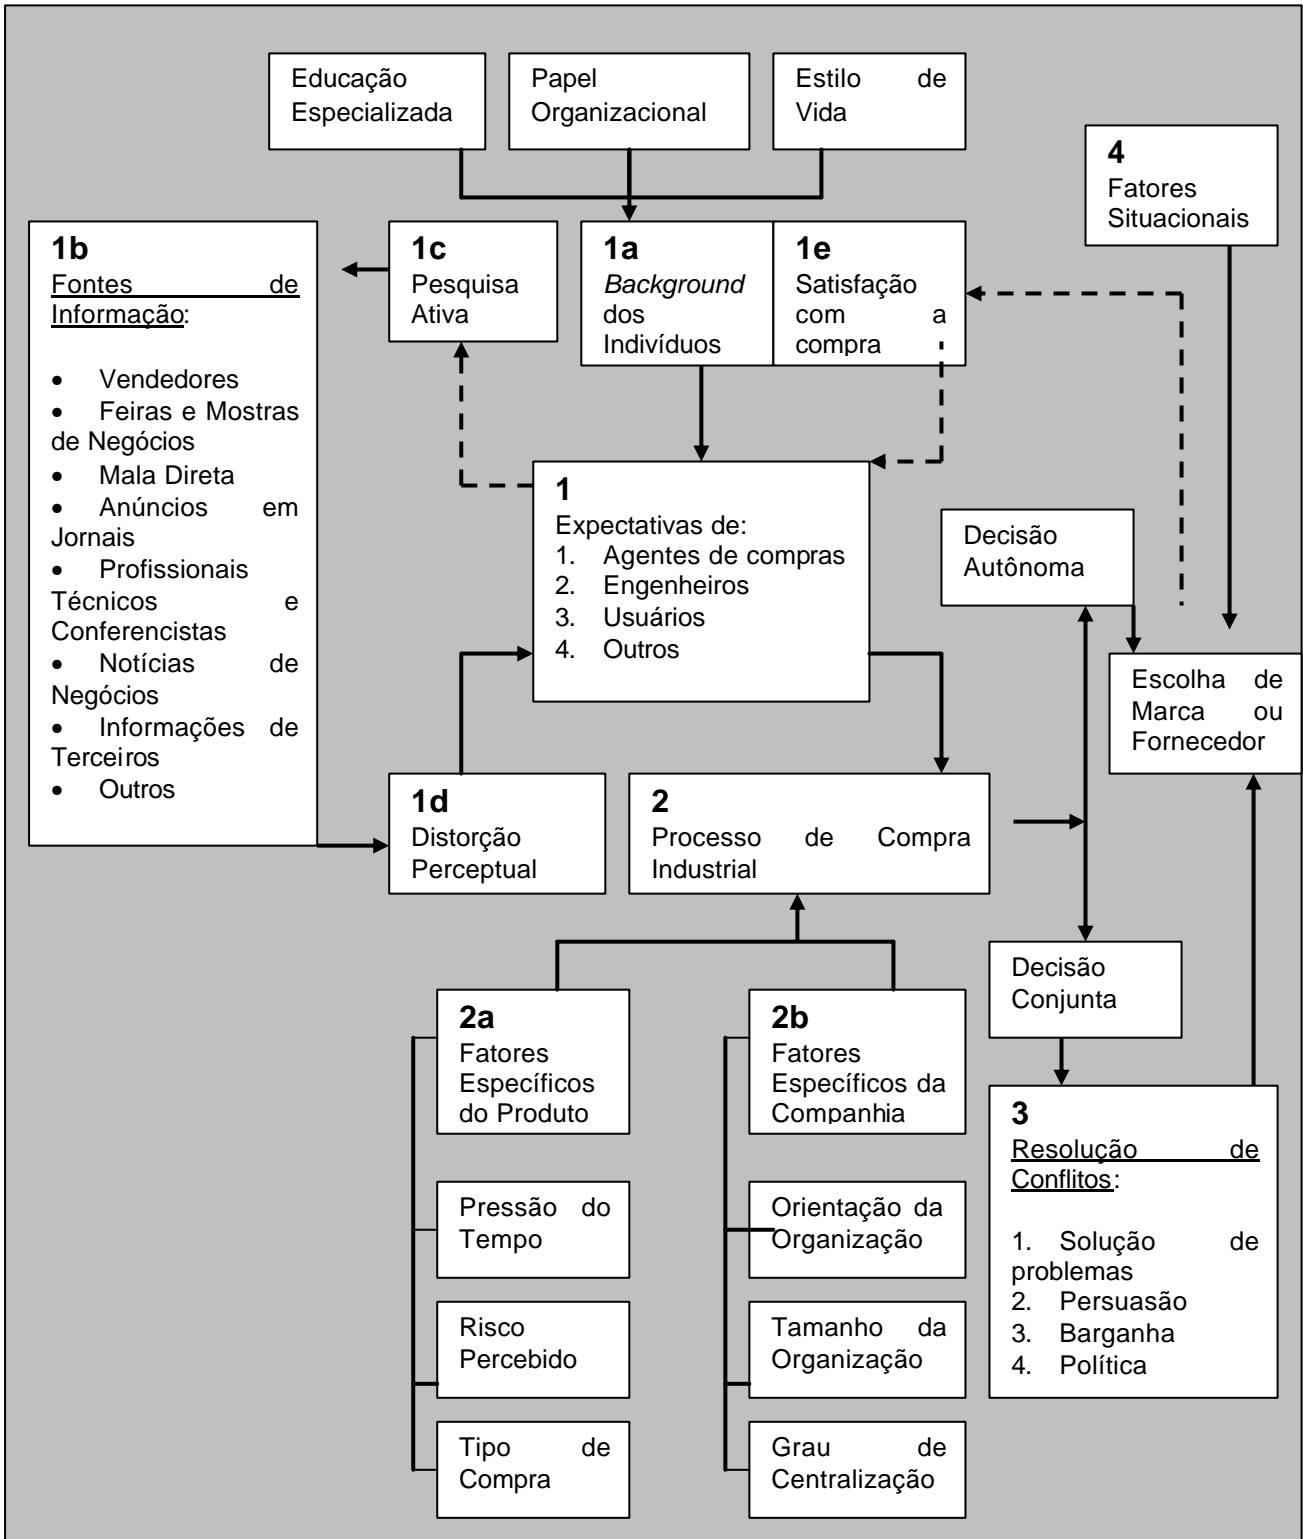 Educação
Especializada
Papel
Organizacional
Estilo de
Vida
4
Fatores
Situacionais
1b
Fontes de
Informação:
• Vendedores
• Feiras e Mostras
de Negócios
• Mala Direta
• Anúncios em
Jornais
• Profissionais
Técnicos e
Conferencistas
• Notícias de
Negócios
• Informações de
Terceiros
• Outros
1c
Pesquisa
Ativa
1a
Background
dos
Indivíduos
1e
Satisfação
com a
compra
1
Expectativas de:
1. Agentes de compras
2. Engenheiros
3. Usuários
4. Outros
Decisão
Autônoma
Escolha de
Marca ou
Fornecedor
1d
Distorção
Perceptual
2
Processo de Compra
Industrial
Decisão
Conjunta
2a
Fatores
Específicos
do Produto
2b
Fatores
Específicos da
Companhia
3
Resolução de
Conflitos:
1. Solução de
problemas
2. Persuasão
3. Barganha
4. Política
Pressão do
Tempo
Orientação da
Organização
Risco
Percebido
Tamanho da
Organização
Tipo de
Compra
Grau de
Centralização